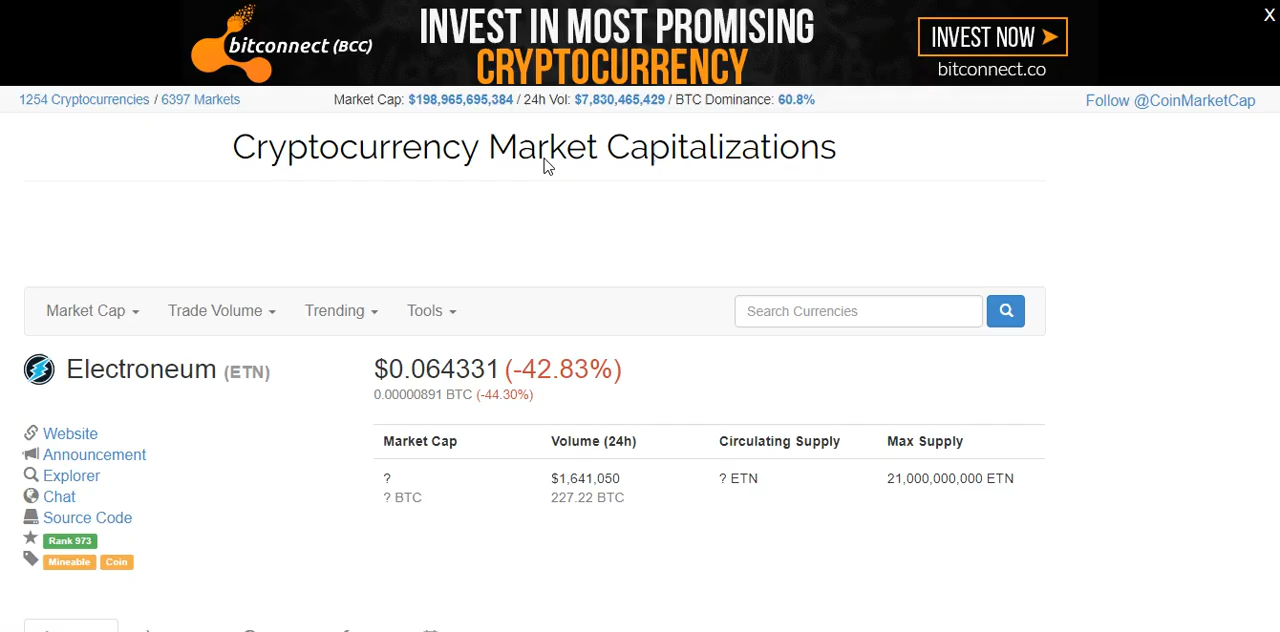 bitconnect (BCC)
INVEST IN MOST PROMISING
CRYPTOCURRENCY
INVEST NOW
bitconnect.co
X
1254 Cryptocurrencies / 6397 Markets
Market Cap: $198,965,695,384 / 24h Vol: $7,830,465,429 / BTC Dominance: 60.8%
Follow @CoinMarketCap
Cryptocurrency Market Capitalizations
Market Cap Trade Volume Trending Tools
Search Currencies
Electroneum (ETN)
$0.064331 (-42.83%)
0.00000891 BTC (-44.30%)
Website
Announcement
Explorer
Chat
Source Code
Rank 973
Mineable Coin
Market Cap Volume (24h) Circulating Supply Max Supply
? $1,641,050 ? ETN 21,000,000,000 ETN
? BTC 227.22 BTC